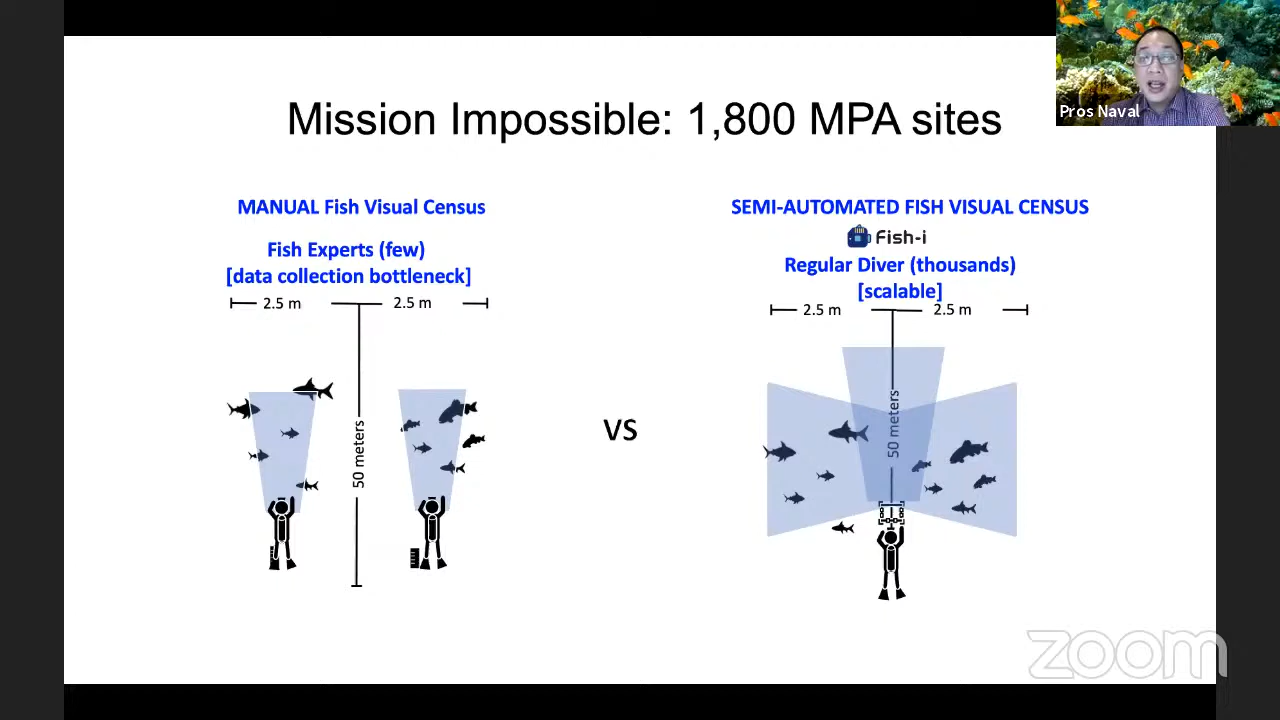 Pros Naval
Mission Impossible: 1,800 MPA sites
MANUAL Fish Visual Census
Fish Experts (few)
[data collection bottleneck]
2.5 m
2.5 m
50 meters
VS
SEMI-AUTOMATED FISH VISUAL CENSUS
Fish-i
Regular Diver (thousands)
[scalable]
2.5 m
2.5 m
50 meters
zoom